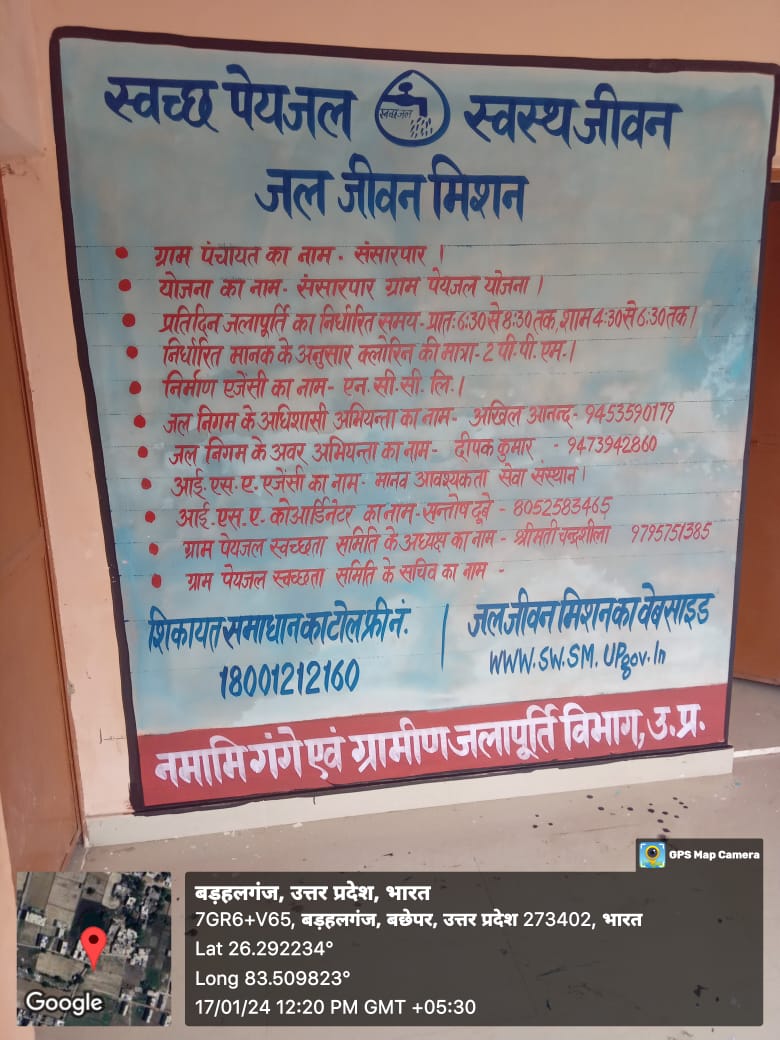 स्वच्छ पेयजल स्वच्छ जल स्वस्थ जीवन
जल जीवन मिशन
• ग्राम पंचायत का नाम - संसारपार ।
• योजना का नाम- संसारपार ग्राम पेयजल योजना ।
• प्रतिदिन जलापूर्ति का निर्धारित समय-प्रातः 6:30 से 8:30 तक, शाम 4:30 से 6:30 तक ।
• निर्धारित मानक के अनुसार क्लोरिन की मात्रा- 2 पी. पी. एम. ।
• निर्माण एजेंसी का नाम- एन. सी. सी. लि. ।
• जल निगम के अधिशासी अभियन्ता का नाम- अखिल आनन्द- 9453590179
• जल निगम के अवर अभियन्ता का नाम- दीपक कुमार - 9473942860
• आई. एस. ए. एजेंसी का नाम- मानव आवश्यकता सेवा संस्थान ।
• आई. एस. ए. कोआर्डिनेटर का नाम-सन्तोष दूबे - 8052583465
• ग्राम पेयजल स्वच्छता समिति के अध्यक्ष का नाम - श्रीमती चन्द्रशीला 9795751385
• ग्राम पेयजल स्वच्छता समिति के सचिव का नाम -
शिकायत समाधान का टोल फ्री नं.
18001212160
जल जीवन मिशन का वेबसाइड
WWW.SW.SM.UPgov.In
नमामि गंगे एवं ग्रामीण जलापूर्ति विभाग, उ.प्र.
GPS Map Camera
बड़हलगंज, उत्तर प्रदेश, भारत
7GR6+V65, बड़हलगंज, बछेपर, उत्तर प्रदेश 273402, भारत
Lat 26.292234°
Long 83.509823°
17/01/24 12:20 PM GMT +05:30
Google